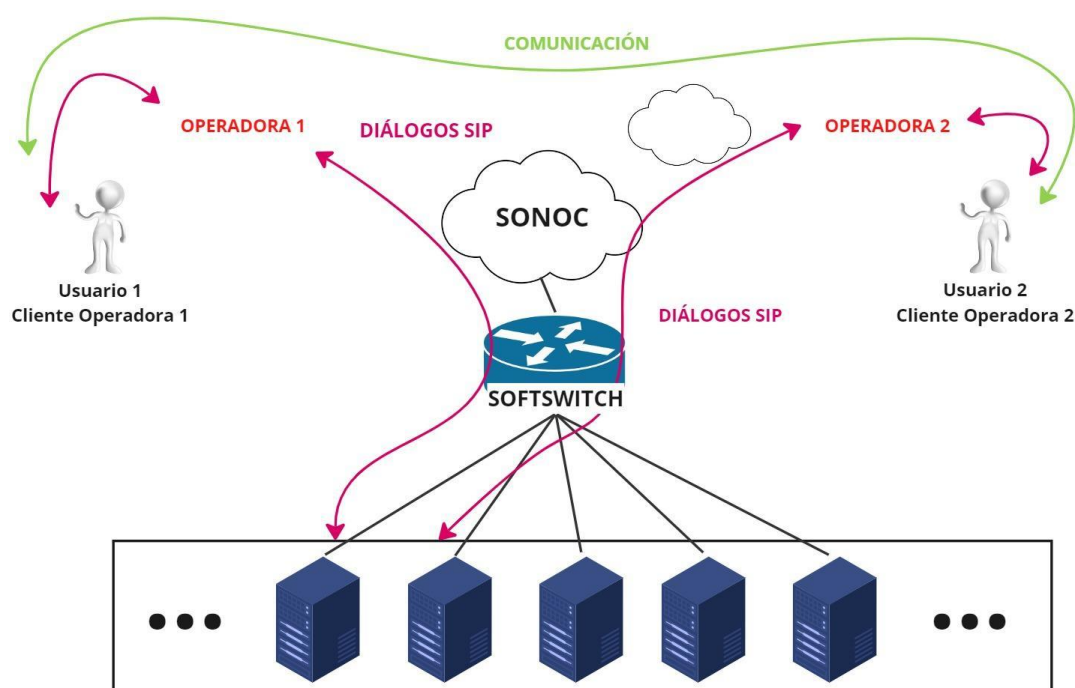 COMUNICACIÓN
OPERADORA 1
DIÁLOGOS SIP
OPERADORA 2
SONOC
Usuario 1
Cliente Operadora 1
Usuario 2
Cliente Operadora 2
DIÁLOGOS SIP
SOFTSWITCH